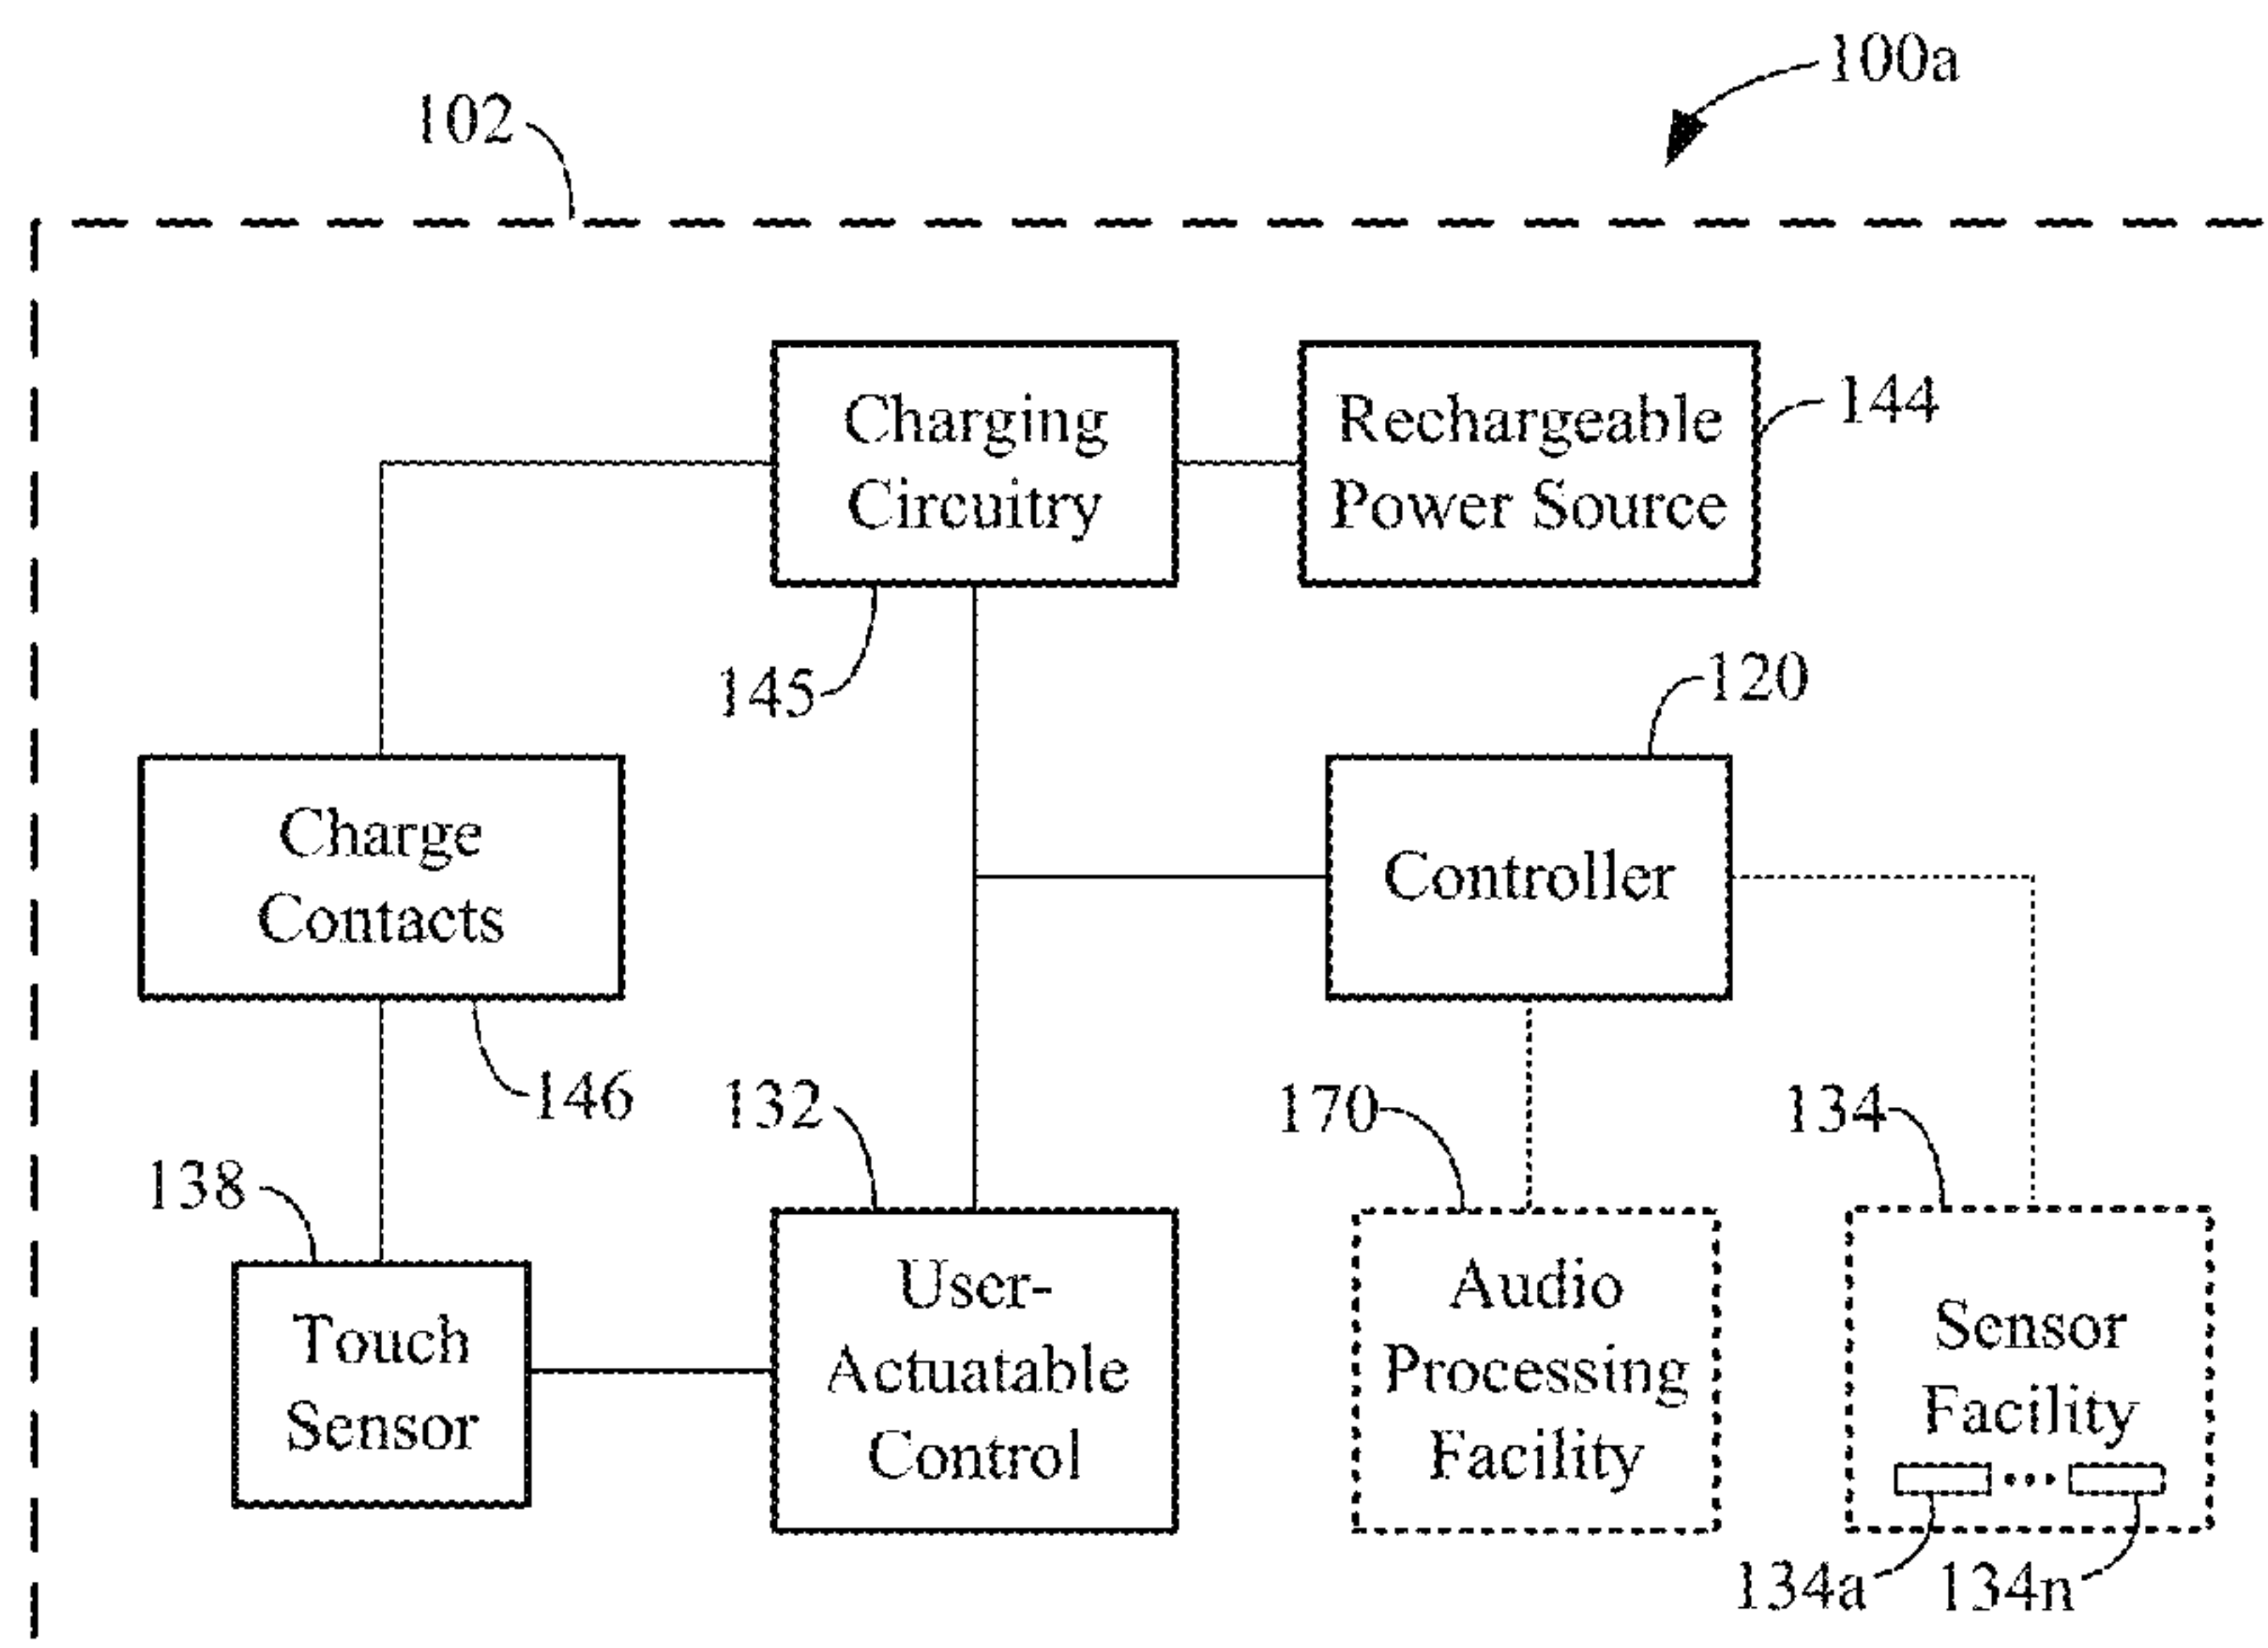 100a
102
Charging
Circuitry
Rechargeable
Power Source
144
145
120
Charge
Contacts
Controller
146
132
170
134
138
Touch
Sensor
User-
Actuatable
Control
Audio
Processing
Facility
Sensor
Facility
134a
134n